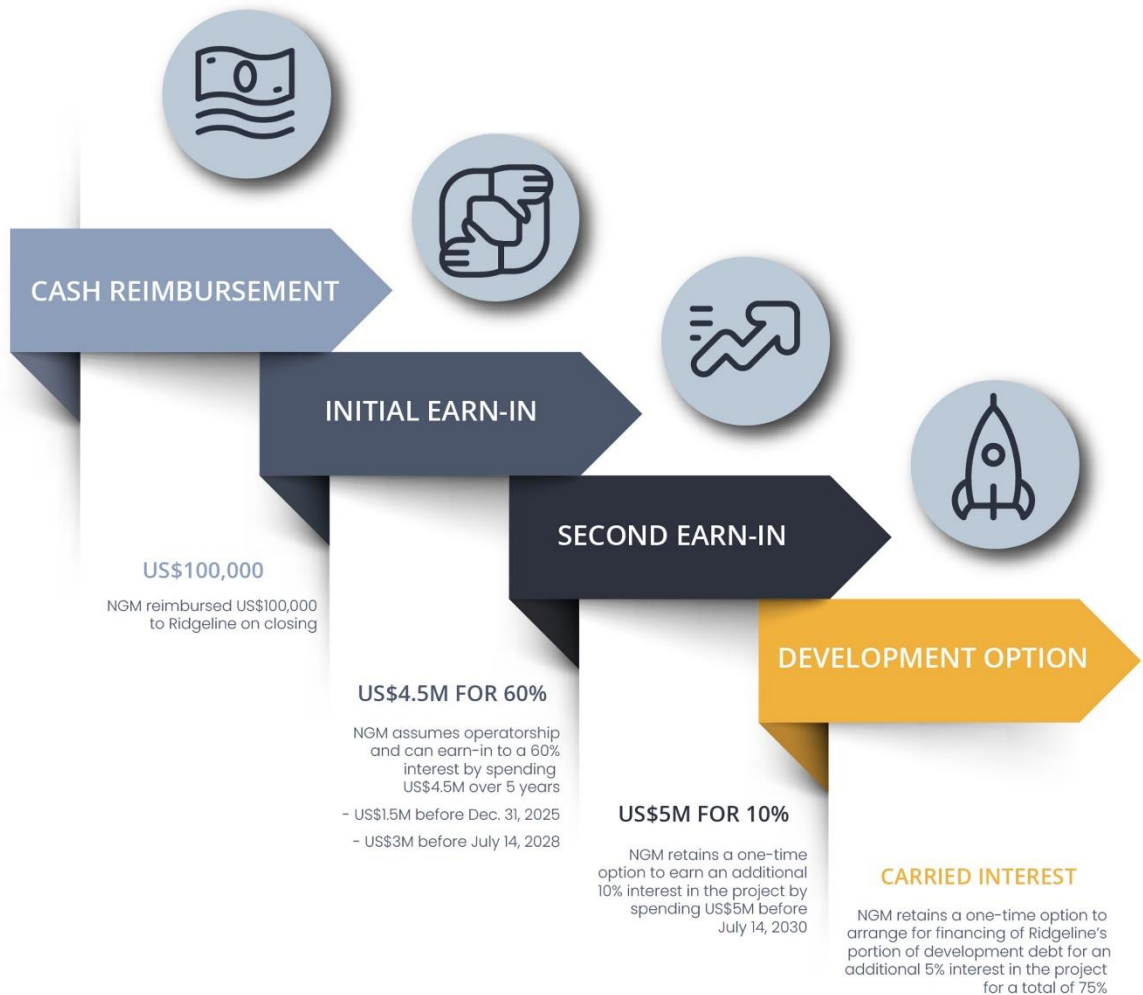 CASH REIMBURSEMENT
US$100,000
NGM reimbursed US$100,000
to Ridgeline on closing
INITIAL EARN-IN
US$4.5M FOR 60%
NGM assumes operatorship
and can earn-in to a 60%
interest by spending
US$4.5M over 5 years
- US$1.5M before Dec. 31, 2025
- US$3M before July 14, 2028
SECOND EARN-IN
US$5M FOR 10%
NGM retains a one-time
option to earn an additional
10% interest in the project by
spending US$5M before
July 14, 2030
DEVELOPMENT OPTION
CARRIED INTEREST
NGM retains a one-time option to
arrange for financing of Ridgeline's
portion of development debt for an
additional 5% interest in the project
for a total of 75%